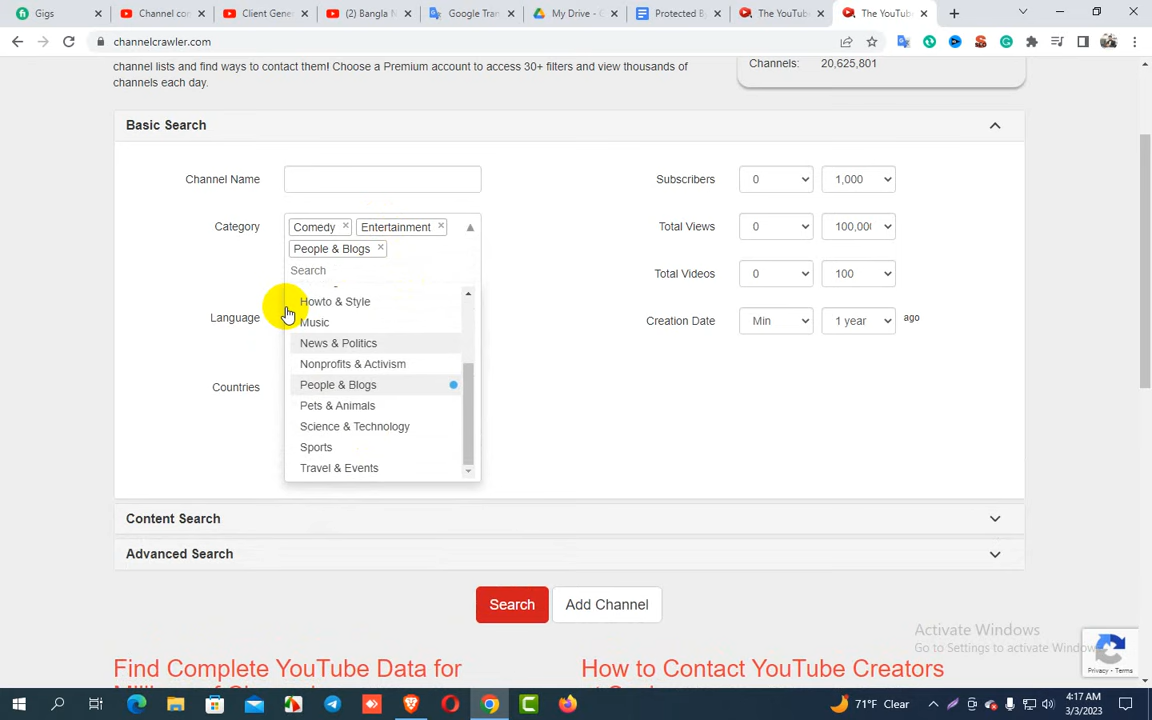 Gigs
Channel con
Client Gene
(2) Bangla N
Google Tran
My Drive - G
Protected B
The YouTub
The YouTub
channelcrawler.com
channel lists and find ways to contact them! Choose a Premium account to access 30+ filters and view thousands of
channels each day.
Channels: 20,625,801
Basic Search
Channel Name
Subscribers 0 1,000
Category Comedy Entertainment
People & Blogs
Search
Total Views 0 100,000
Total Videos 0 100
Howto & Style
Language
Music
Creation Date Min 1 year ago
News & Politics
Nonprofits & Activism
Countries
People & Blogs
Pets & Animals
Science & Technology
Sports
Travel & Events
Content Search
Advanced Search
Search Add Channel
Activate Windows
Go to Settings to activate Windows.
Privacy - Terms
Find Complete YouTube Data for
How to Contact YouTube Creators
71°F Clear
4:17 AM
3/3/2023